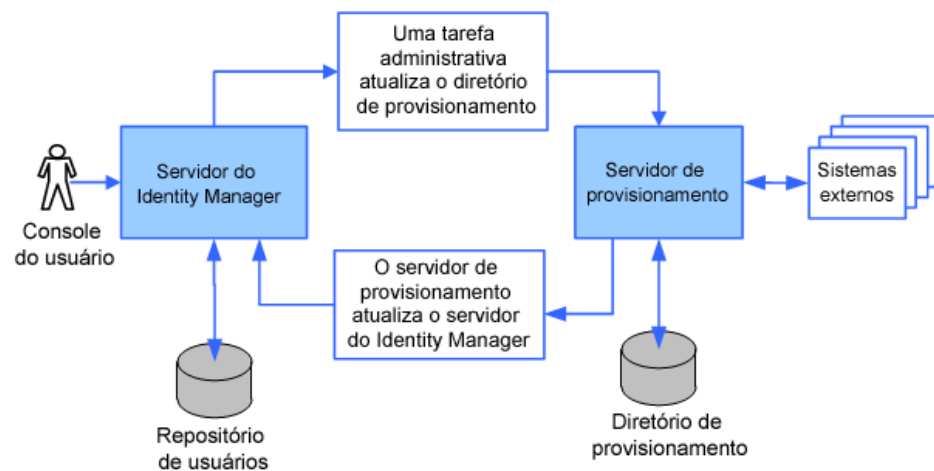 Uma tarefa
administrativa
atualiza o diretório
de provisionamento
Servidor do
Identity Manager
Servidor de
provisionamento
Sistemas
externos
Console
do usuário
O servidor de
provisionamento
atualiza o servidor
do Identity Manager
Repositório
de usuários
Diretório de
provisionamento